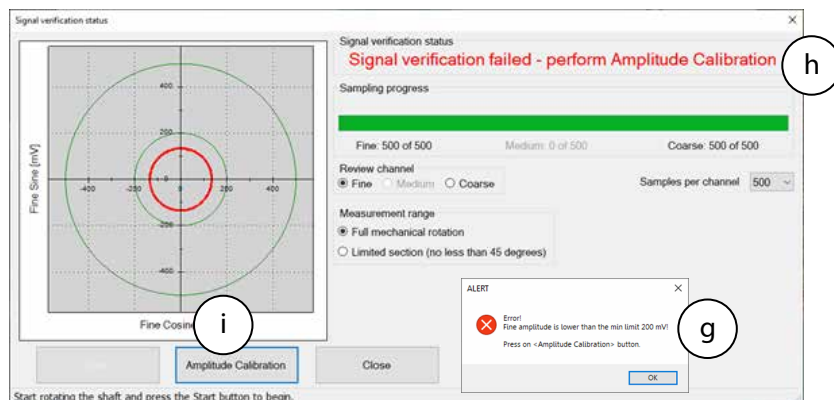 Signal verification status
Signal verification status
Signal verification failed - perform Amplitude Calibration
h
Sampling progress
Fine: 500 of 500
Medium: 0 of 500
Coarse: 500 of 500
Review channel
Fine
Medium
Coarse
Samples per channel
500
Measurement range
Full mechanical rotation
Limited section (no less than 45 degrees)
Fine Sine [mV]
400
200
-400
-200
0
200
400
-200
-400
Fine Cosine
i
ALERT
Error!
Fine amplitude is lower than the min limit 200 mV!
Press on <Amplitude Calibration> button.
OK
g
Amplitude Calibration
Close
Start rotating the shaft and press the Start button to begin.